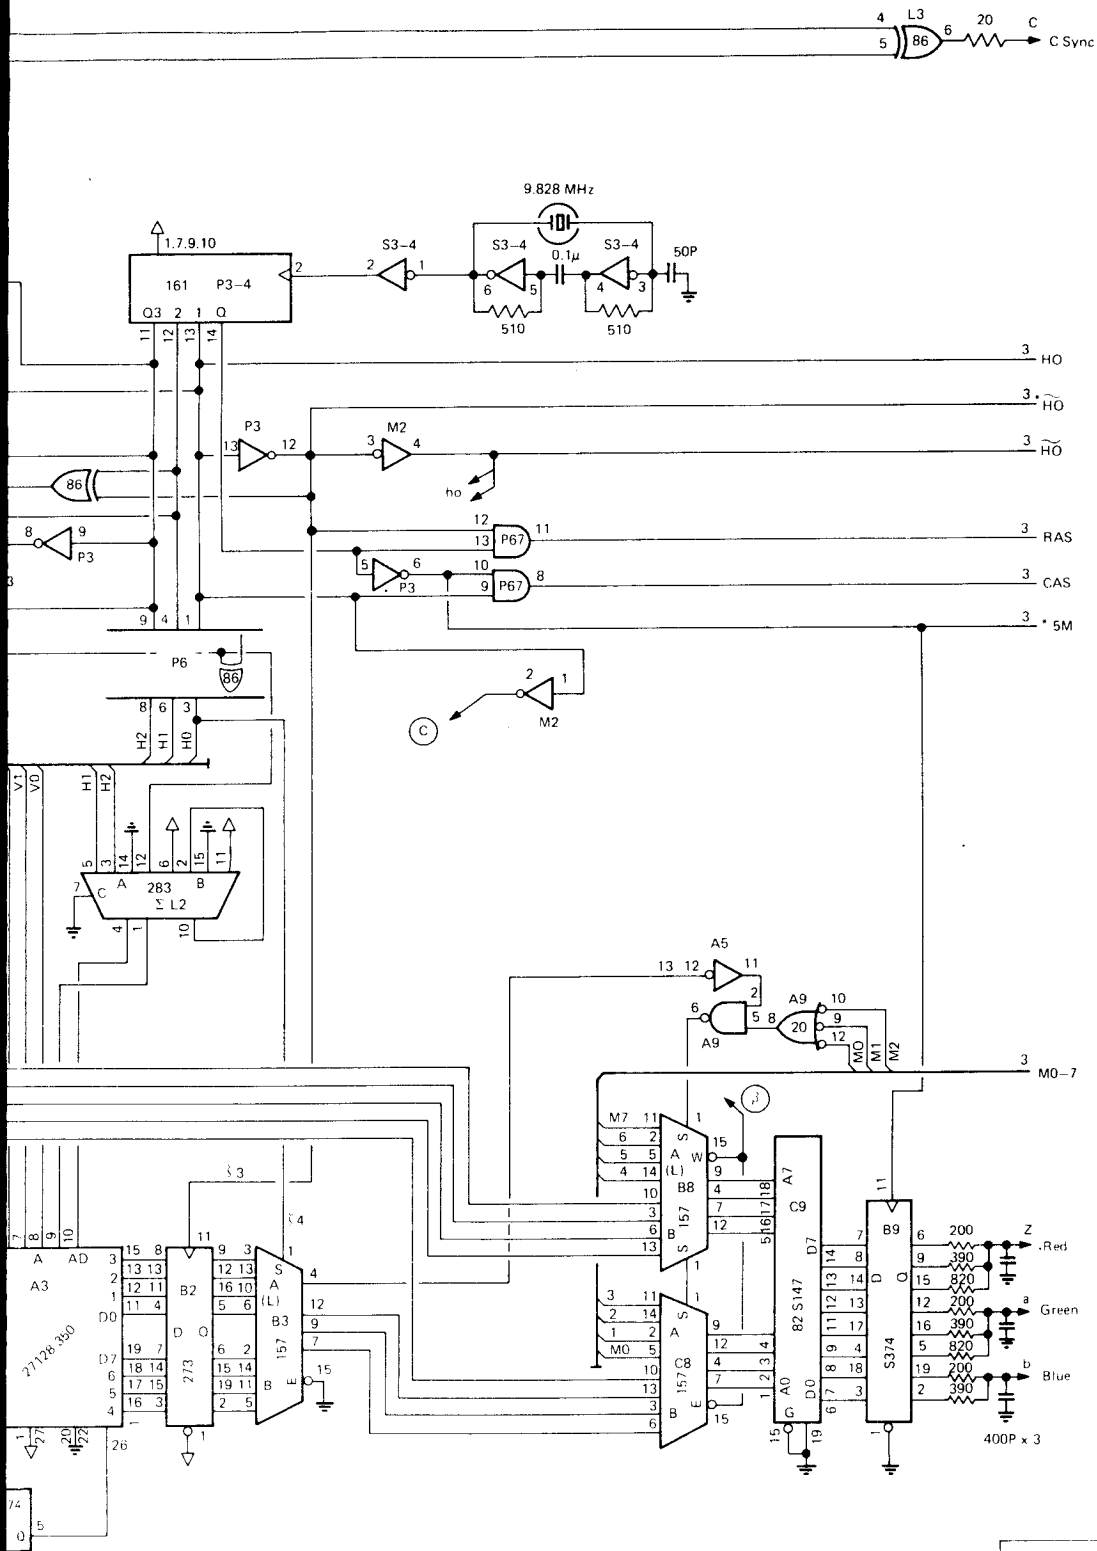 4 L3 20 C
5 86 6 C Sync
9.828 MHz
1.7.9.10
S3-4 S3-4 0.1µ S3-4 50P
2 2 1 6 5 4 3
161 P3-4
510 510
Q3 2 1 Q
11 12 13 14
3 HO
3 * HO
P3 M2
13 12 3 4 3 HO
86 ho
8 9 12 11 3 RAS
P3 13 P67
3
5 6 10 8 3 CAS
P3 9 P67
9 4 1 3 * 5M
P6 86
2 1
M2
8 6 3 C
H2 H1 H0
V1 V0 H1 H2
5 3 14 12 6 2 15 11
7 C A 283 B
Σ L2
4 1 10
A5
13 12 11
2 A9 10
6 5 8 20 9
A9 12
M0 M1 M2
3 M0-7
M7 11 S 1 β
6 2 15
5 5 A W
4 14 (L) 9 18 A7
10 B8 4 17 C9
3 157 7 16
6 B 12 5
13 S 1
3
4
11
7 8 9 10 15 8 11 9 3 1 S
A AD 3 13 13 12 13 A 4
A3 2 12 11 B2 16 10 (L)
1 11 4 5 6 B3 12
D0 D Q 9
27128 350 157 7
D7 19 7 273 6 2
6 18 14 15 14
5 17 15 19 11 B E 15
4 16 3 2 5
1 27 20 22 26 1 1
74
Q 5
3 11 1
2 14 S
1 2 A 9 4
M0 5 12 3
10 C8 4 2
13 157 7 1 A0
3 B E
6 15
82 S147
D7 14 7
13 8
12 14
11 13
9 17
8 4
7 18
D0 6 3
G
15 19
11
B9 6 200 Z Red
9 390
D Q 15 820
12 200 a Green
16 390
S374 5 820
19 200 b Blue
2 390
1 400P x 3